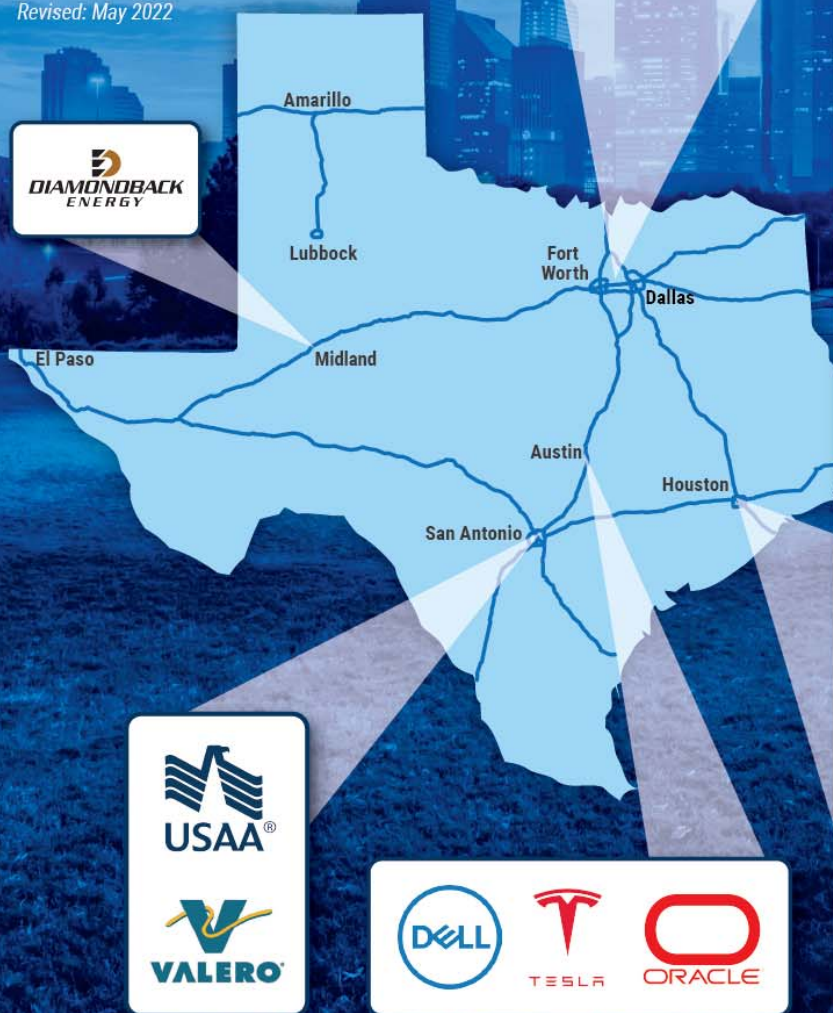 Revised: May 2022
Amarillo
DIAMONDBACK
ENERGY
Lubbock
Fort
Worth
Dallas
El Paso
Midland
Austin
Houston
San Antonio
USAA®
VALERO
DELL
TESLA
ORACLE